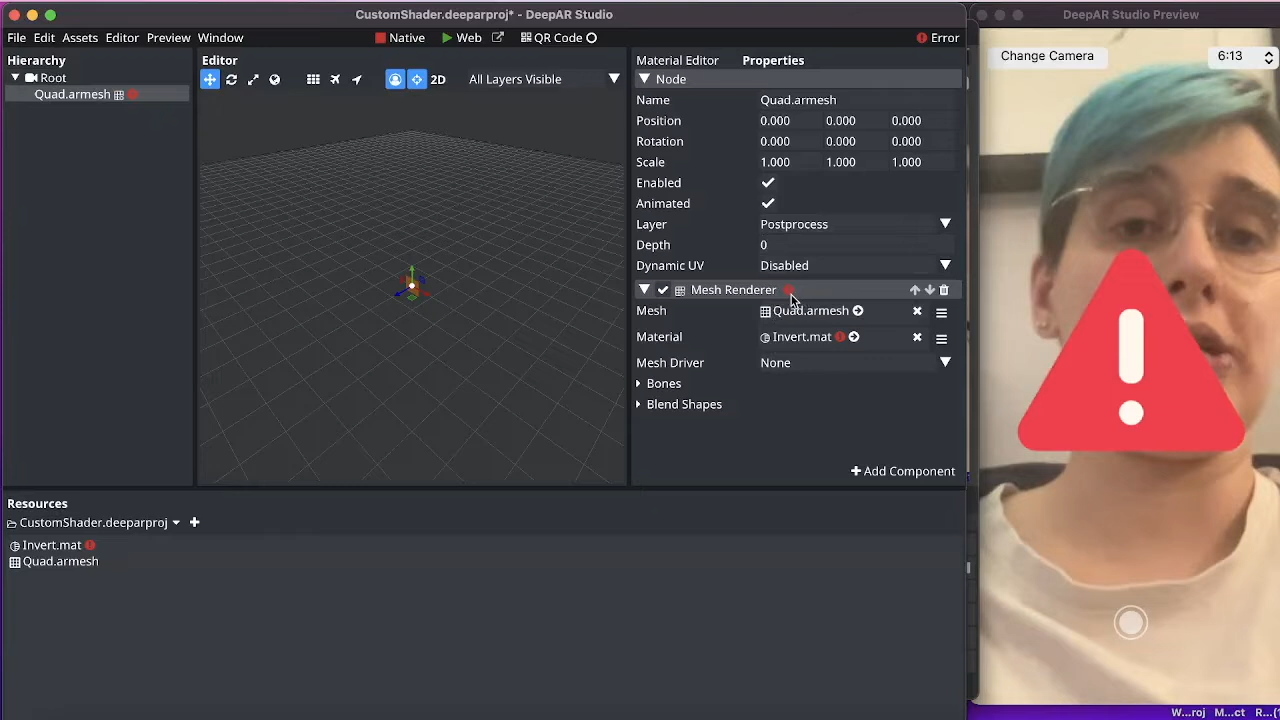 CustomShader.deeparproj* - DeepAR Studio
File Edit Assets Editor Preview Window
Native Web QR Code Error
Hierarchy
Root
Quad.armesh
Editor
2D All Layers Visible
Material Editor Properties
Node
Name Quad.armesh
Position 0.000 0.000 0.000
Rotation 0.000 0.000 0.000
Scale 1.000 1.000 1.000
Enabled
Animated
Layer Postprocess
Depth 0
Dynamic UV Disabled
Mesh Renderer
Mesh Quad.armesh
Material Invert.mat
Mesh Driver None
Bones
Blend Shapes
Add Component
Resources
CustomShader.deeparproj
Invert.mat
Quad.armesh
DeepAR Studio Preview
Change Camera 6:13
W...roj M...ct R...(